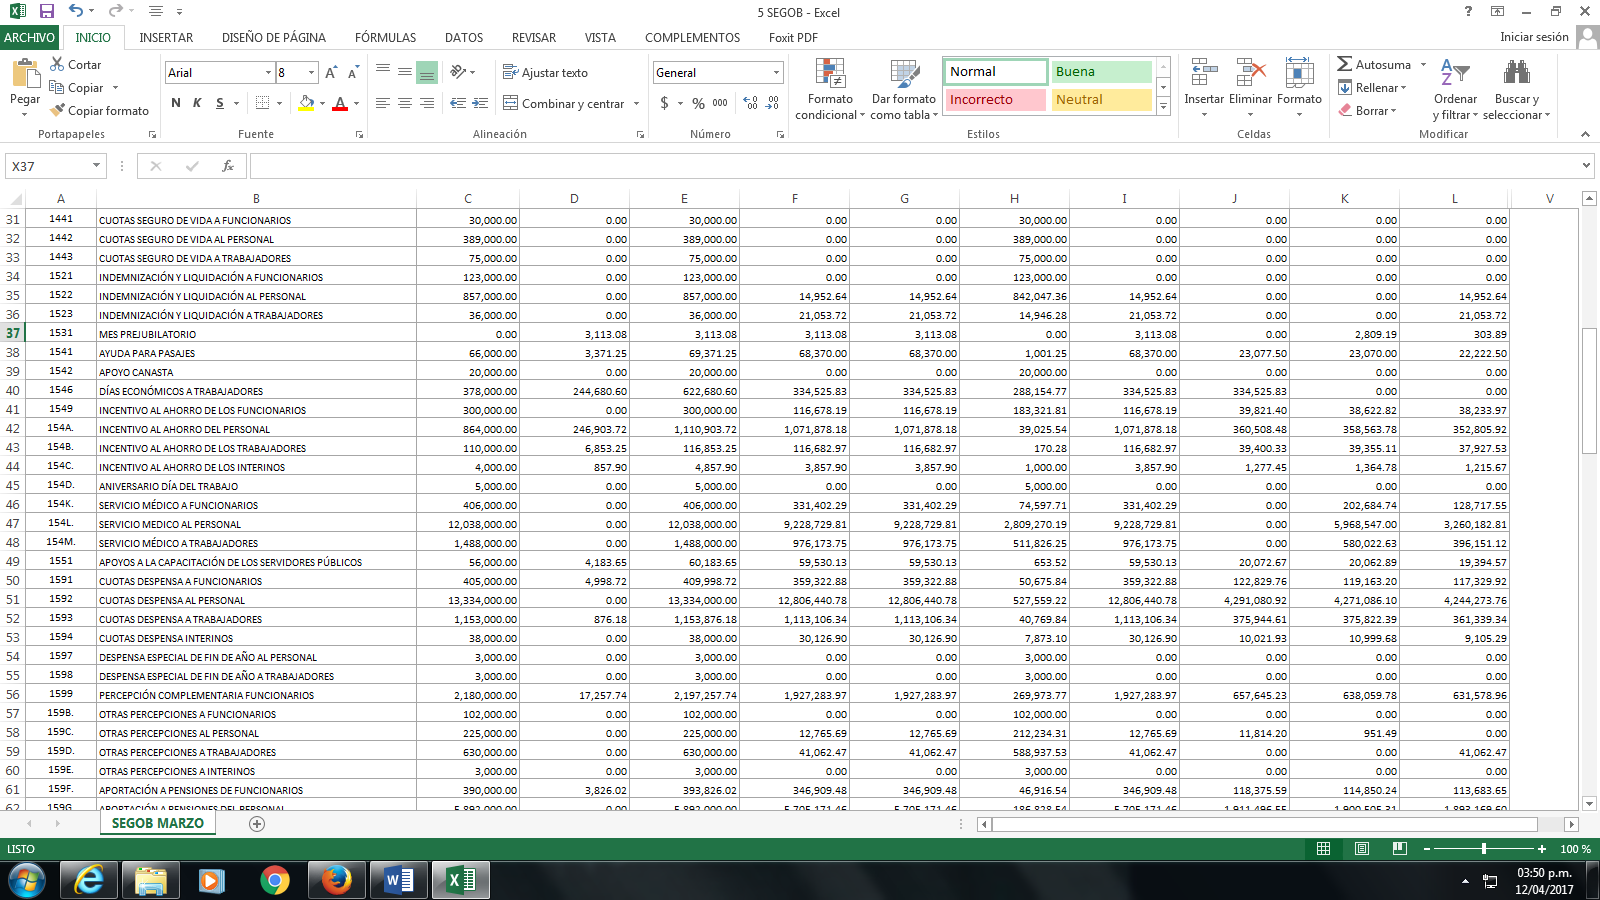 5 SEGOB - Excel
ARCHIVO INICIO INSERTAR DISEÑO DE PÁGINA FÓRMULAS DATOS REVISAR VISTA COMPLEMENTOS Foxit PDF Iniciar sesión
Pegar Cortar Copiar Copiar formato Portapapeles
Arial 8 N K S Fuente
Ajustar texto Combinar y centrar Alineación
General $ % 000 Número
Formato condicional Dar formato como tabla Normal Buena Incorrecto Neutral Estilos
Insertar Eliminar Formato Celdas
Autosuma Rellenar Borrar Ordenar y filtrar Buscar y seleccionar Modificar
X37 fx
A B C D E F G H I J K L V
31 1441 CUOTAS SEGURO DE VIDA A FUNCIONARIOS 30,000.00 0.00 30,000.00 0.00 0.00 30,000.00 0.00 0.00 0.00 0.00
32 1442 CUOTAS SEGURO DE VIDA AL PERSONAL 389,000.00 0.00 389,000.00 0.00 0.00 389,000.00 0.00 0.00 0.00 0.00
33 1443 CUOTAS SEGURO DE VIDA A TRABAJADORES 75,000.00 0.00 75,000.00 0.00 0.00 75,000.00 0.00 0.00 0.00 0.00
34 1521 INDEMNIZACIÓN Y LIQUIDACIÓN A FUNCIONARIOS 123,000.00 0.00 123,000.00 0.00 0.00 123,000.00 0.00 0.00 0.00 0.00
35 1522 INDEMNIZACIÓN Y LIQUIDACIÓN AL PERSONAL 857,000.00 0.00 857,000.00 14,952.64 14,952.64 842,047.36 14,952.64 0.00 0.00 14,952.64
36 1523 INDEMNIZACIÓN Y LIQUIDACIÓN A TRABAJADORES 36,000.00 0.00 36,000.00 21,053.72 21,053.72 14,946.28 21,053.72 0.00 0.00 21,053.72
37 1531 MES PREJUBILATORIO 0.00 3,113.08 3,113.08 3,113.08 3,113.08 0.00 3,113.08 0.00 2,809.19 303.89
38 1541 AYUDA PARA PASAJES 66,000.00 3,371.25 69,371.25 68,370.00 68,370.00 1,001.25 68,370.00 23,077.50 23,070.00 22,222.50
39 1542 APOYO CANASTA 20,000.00 0.00 20,000.00 0.00 0.00 20,000.00 0.00 0.00 0.00 0.00
40 1546 DÍAS ECONÓMICOS A TRABAJADORES 378,000.00 244,680.60 622,680.60 334,525.83 334,525.83 288,154.77 334,525.83 334,525.83 0.00 0.00
41 1549 INCENTIVO AL AHORRO DE LOS FUNCIONARIOS 300,000.00 0.00 300,000.00 116,678.19 116,678.19 183,321.81 116,678.19 39,821.40 38,622.82 38,233.97
42 154A. INCENTIVO AL AHORRO DEL PERSONAL 864,000.00 246,903.72 1,110,903.72 1,071,878.18 1,071,878.18 39,025.54 1,071,878.18 360,508.48 358,563.78 352,805.92
43 154B. INCENTIVO AL AHORRO DE LOS TRABAJADORES 110,000.00 6,853.25 116,853.25 116,682.97 116,682.97 170.28 116,682.97 39,400.33 39,355.11 37,927.53
44 154C. INCENTIVO AL AHORRO DE LOS INTERINOS 4,000.00 857.90 4,857.90 3,857.90 3,857.90 1,000.00 3,857.90 1,277.45 1,364.78 1,215.67
45 154D. ANIVERSARIO DÍA DEL TRABAJO 5,000.00 0.00 5,000.00 0.00 0.00 5,000.00 0.00 0.00 0.00 0.00
46 154K. SERVICIO MÉDICO A FUNCIONARIOS 406,000.00 0.00 406,000.00 331,402.29 331,402.29 74,597.71 331,402.29 0.00 202,684.74 128,717.55
47 154L. SERVICIO MEDICO AL PERSONAL 12,038,000.00 0.00 12,038,000.00 9,228,729.81 9,228,729.81 2,809,270.19 9,228,729.81 0.00 5,968,547.00 3,260,182.81
48 154M. SERVICIO MÉDICO A TRABAJADORES 1,488,000.00 0.00 1,488,000.00 976,173.75 976,173.75 511,826.25 976,173.75 0.00 580,022.63 396,151.12
49 1551 APOYOS A LA CAPACITACIÓN DE LOS SERVIDORES PÚBLICOS 56,000.00 4,183.65 60,183.65 59,530.13 59,530.13 653.52 59,530.13 20,072.67 20,062.89 19,394.57
50 1591 CUOTAS DESPENSA A FUNCIONARIOS 405,000.00 4,998.72 409,998.72 359,322.88 359,322.88 50,675.84 359,322.88 122,829.76 119,163.20 117,329.92
51 1592 CUOTAS DESPENSA AL PERSONAL 13,334,000.00 0.00 13,334,000.00 12,806,440.78 12,806,440.78 527,559.22 12,806,440.78 4,291,080.92 4,271,086.10 4,244,273.76
52 1593 CUOTAS DESPENSA A TRABAJADORES 1,153,000.00 876.18 1,153,876.18 1,113,106.34 1,113,106.34 40,769.84 1,113,106.34 375,944.61 375,822.39 361,339.34
53 1594 CUOTAS DESPENSA INTERINOS 38,000.00 0.00 38,000.00 30,126.90 30,126.90 7,873.10 30,126.90 10,021.93 10,999.68 9,105.29
54 1597 DESPENSA ESPECIAL DE FIN DE AÑO AL PERSONAL 3,000.00 0.00 3,000.00 0.00 0.00 3,000.00 0.00 0.00 0.00 0.00
55 1598 DESPENSA ESPECIAL DE FIN DE AÑO A TRABAJADORES 3,000.00 0.00 3,000.00 0.00 0.00 3,000.00 0.00 0.00 0.00 0.00
56 1599 PERCEPCIÓN COMPLEMENTARIA FUNCIONARIOS 2,180,000.00 17,257.74 2,197,257.74 1,927,283.97 1,927,283.97 269,973.77 1,927,283.97 657,645.23 638,059.78 631,578.96
57 159B. OTRAS PERCEPCIONES A FUNCIONARIOS 102,000.00 0.00 102,000.00 0.00 0.00 102,000.00 0.00 0.00 0.00 0.00
58 159C. OTRAS PERCEPCIONES AL PERSONAL 225,000.00 0.00 225,000.00 12,765.69 12,765.69 212,234.31 12,765.69 11,814.20 951.49 0.00
59 159D. OTRAS PERCEPCIONES A TRABAJADORES 630,000.00 0.00 630,000.00 41,062.47 41,062.47 588,937.53 41,062.47 0.00 0.00 41,062.47
60 159E. OTRAS PERCEPCIONES A INTERINOS 3,000.00 0.00 3,000.00 0.00 0.00 3,000.00 0.00 0.00 0.00 0.00
61 159F. APORTACIÓN A PENSIONES DE FUNCIONARIOS 390,000.00 3,826.02 393,826.02 346,909.48 346,909.48 46,916.54 346,909.48 118,375.59 114,850.24 113,683.65
62 159G. APORTACIÓN A PENSIONES DEL PERSONAL 5,892,000.00 0.00 5,892,000.00 5,705,171.46 5,705,171.46 186,828.54 5,705,171.46 1,911,496.55
SEGOB MARZO
LISTO 100 %
03:50 p.m.
12/04/2017